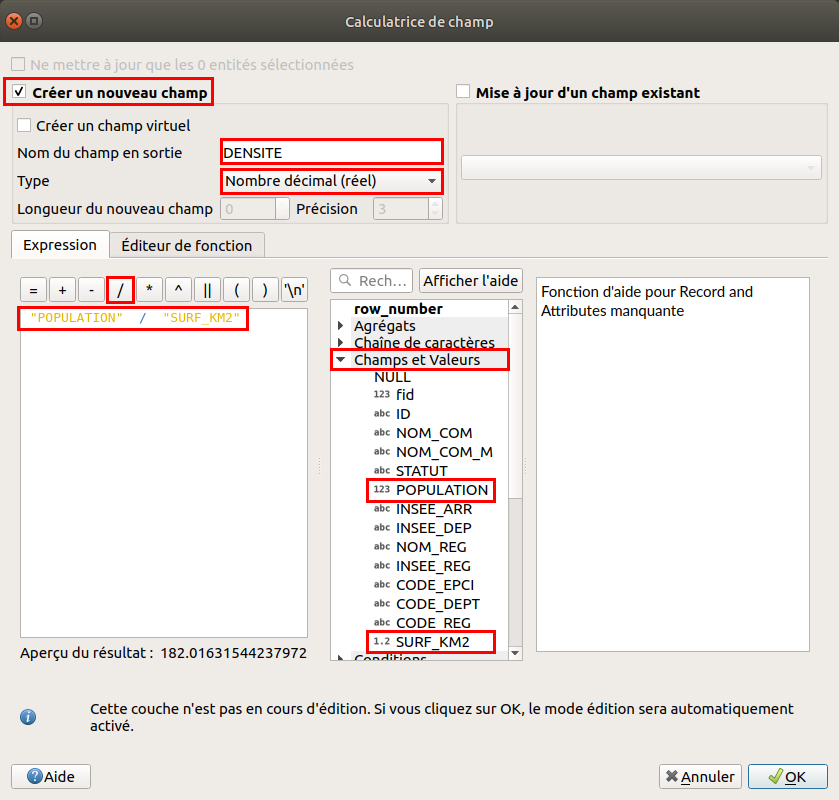 Calculatrice de champ
Ne mettre à jour que les 0 entités sélectionnées
Créer un nouveau champ
Mise à jour d'un champ existant
Créer un champ virtuel
Nom du champ en sortie DENSITE
Type Nombre décimal (réel)
Longueur du nouveau champ 0 Précision 3
Expression Éditeur de fonction
= + - / * ^ || ( ) '\n'
"POPULATION" / "SURF_KM2"
Aperçu du résultat : 182.01631544237972
Rech... Afficher l'aide
row_number
Agrégats
Chaîne de caractères
Champs et Valeurs
NULL
123 fid
abc ID
abc NOM_COM
abc NOM_COM_M
abc STATUT
123 POPULATION
abc INSEE_ARR
abc INSEE_DEP
abc NOM_REG
abc INSEE_REG
abc CODE_EPCI
abc CODE_DEPT
abc CODE_REG
1.2 SURF_KM2
Conditions
Fonction d'aide pour Record and
Attributes manquante
Cette couche n'est pas en cours d'édition. Si vous cliquez sur OK, le mode édition sera automatiquement
activé.
Aide Annuler OK